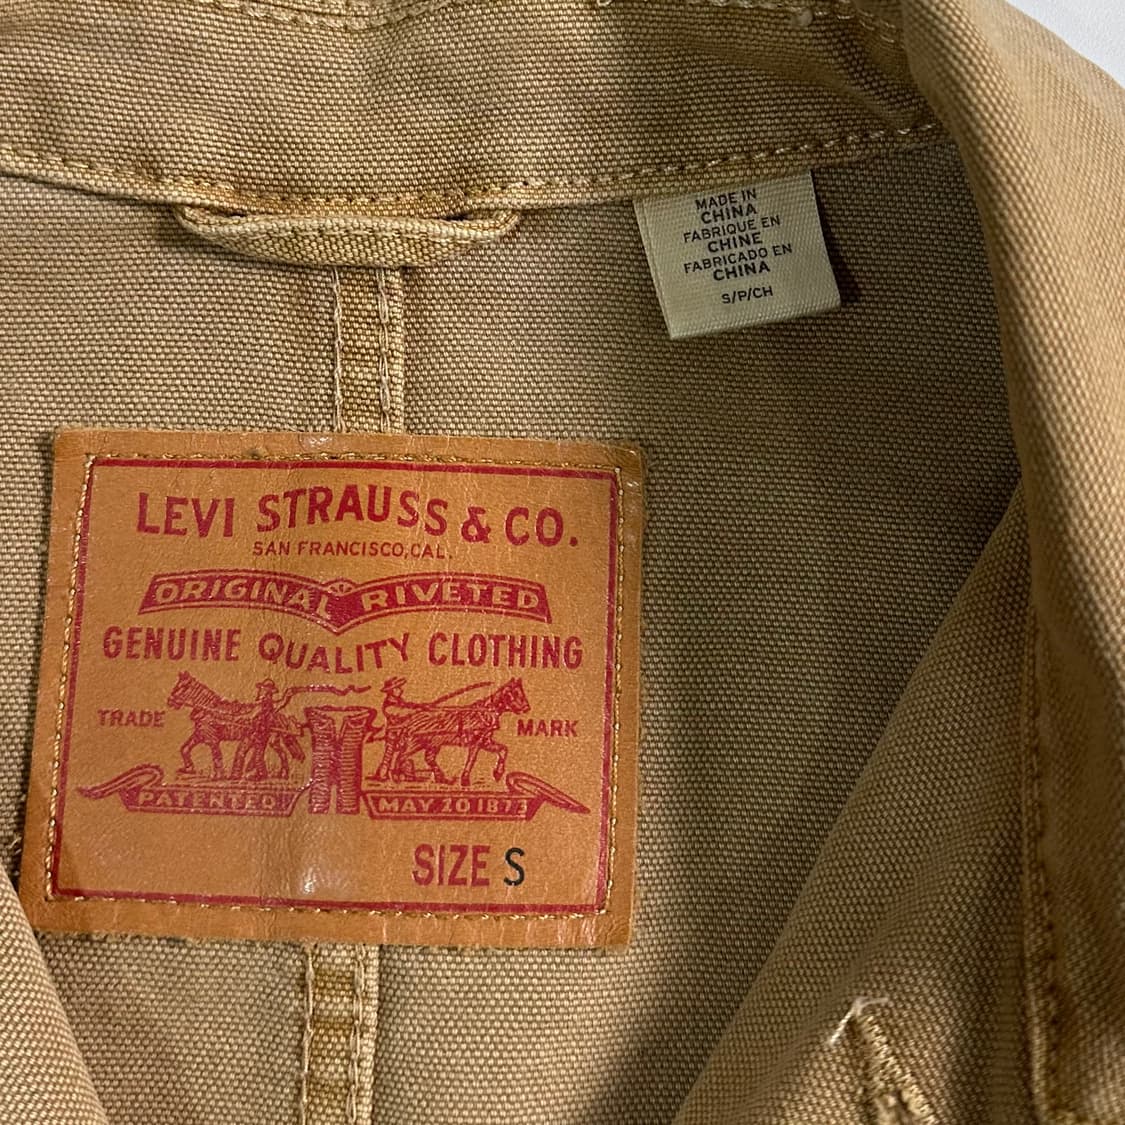 MADE IN
CHINA
FABRIQUE EN
CHINE
FABRICADO EN
CHINA
S/P/CH
LEVI STRAUSS & CO.
SAN FRANCISCO, CAL.
ORIGINAL RIVETED
GENUINE QUALITY CLOTHING
TRADE MARK
PATENTED MAY 20 1873
SIZE S